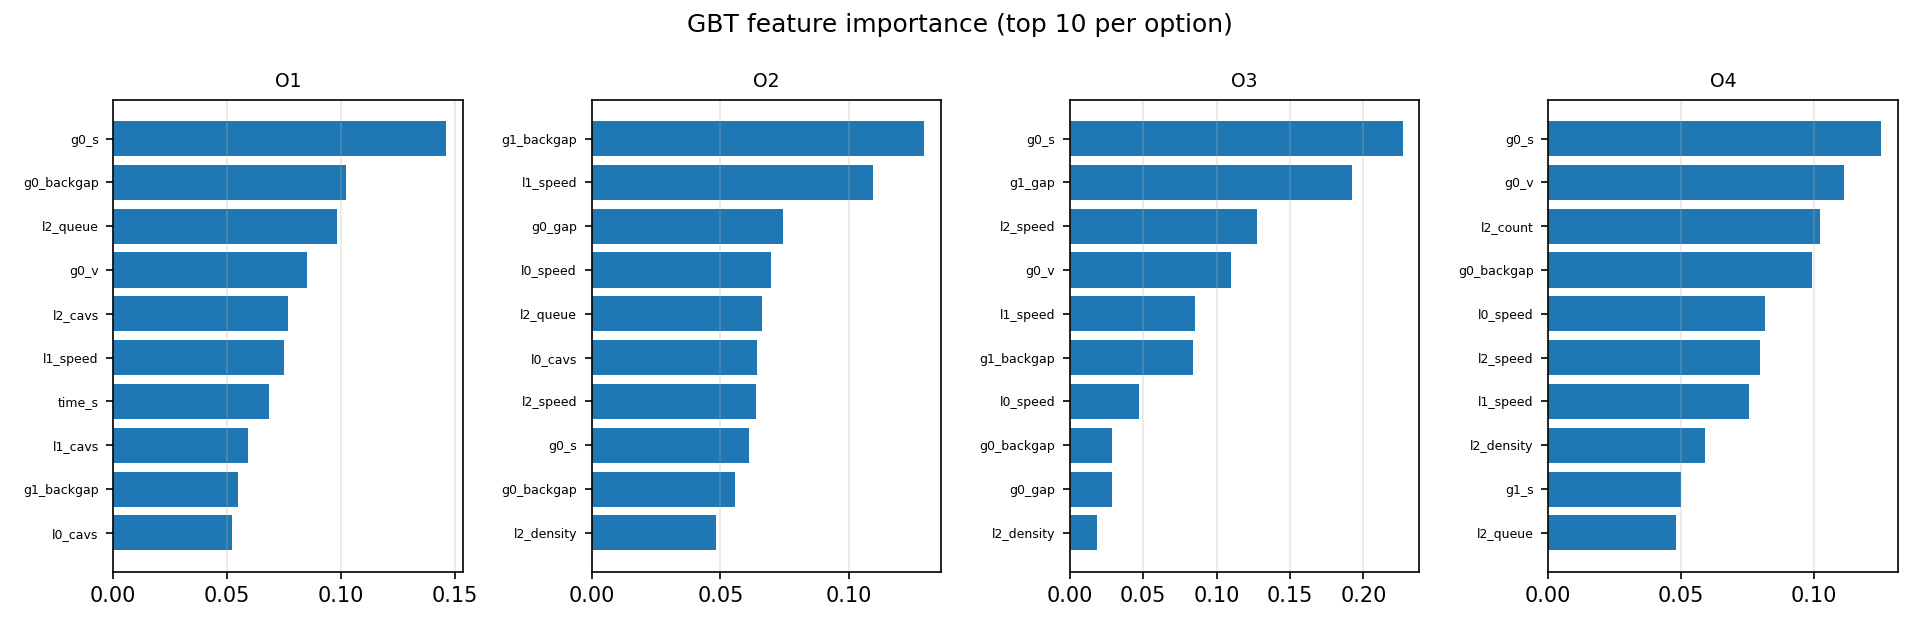 GBT feature importance (top 10 per option)
O1
g0_s
g0_backgap
l2_queue
g0_v
l2_cavs
l1_speed
time_s
l1_cavs
g1_backgap
l0_cavs
0.00 0.05 0.10 0.15
O2
g1_backgap
l1_speed
g0_gap
l0_speed
l2_queue
l0_cavs
l2_speed
g0_s
g0_backgap
l2_density
0.00 0.05 0.10
O3
g0_s
g1_gap
l2_speed
g0_v
l1_speed
g1_backgap
l0_speed
g0_backgap
g0_gap
l2_density
0.00 0.05 0.10 0.15 0.20
O4
g0_s
g0_v
l2_count
g0_backgap
l0_speed
l2_speed
l1_speed
l2_density
g1_s
l2_queue
0.00 0.05 0.10